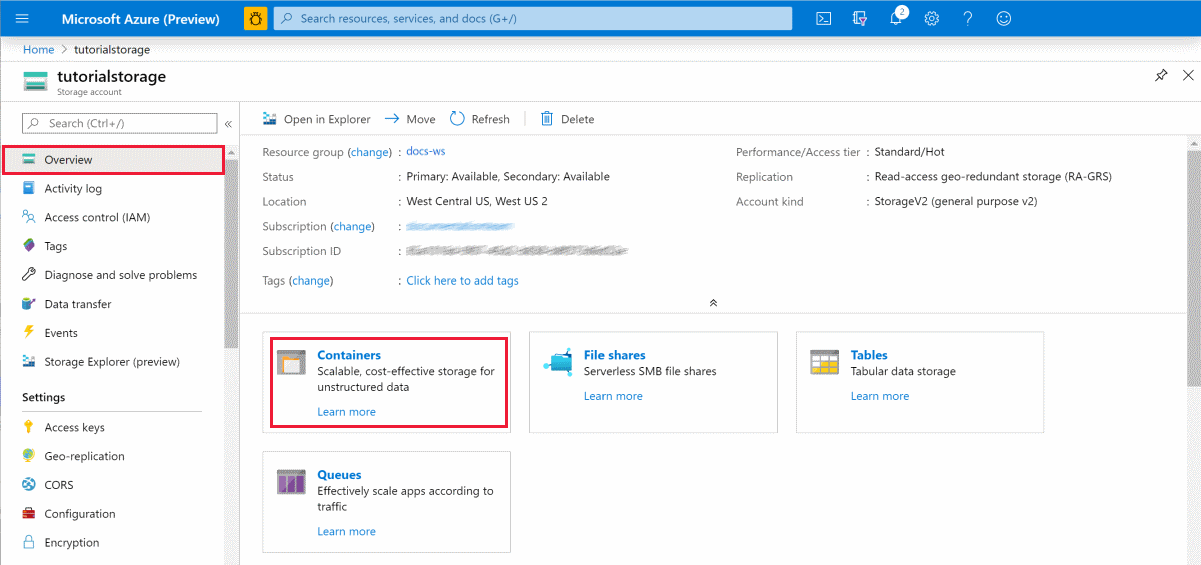 Microsoft Azure (Preview)
Search resources, services, and docs (G+/)
2
Home > tutorialstorage
tutorialstorage
Storage account
Search (Ctrl+/)
«
Overview
Activity log
Access control (IAM)
Tags
Diagnose and solve problems
Data transfer
Events
Storage Explorer (preview)
Settings
Access keys
Geo-replication
CORS
Configuration
Encryption
Open in Explorer
Move
Refresh
Delete
Resource group (change) : docs-ws
Status : Primary: Available, Secondary: Available
Location : West Central US, West US 2
Subscription (change) :
Subscription ID :
Tags (change) : Click here to add tags
Performance/Access tier : Standard/Hot
Replication : Read-access geo-redundant storage (RA-GRS)
Account kind : StorageV2 (general purpose v2)
Containers
Scalable, cost-effective storage for
unstructured data
Learn more
File shares
Serverless SMB file shares
Learn more
Tables
Tabular data storage
Learn more
Queues
Effectively scale apps according to
traffic
Learn more